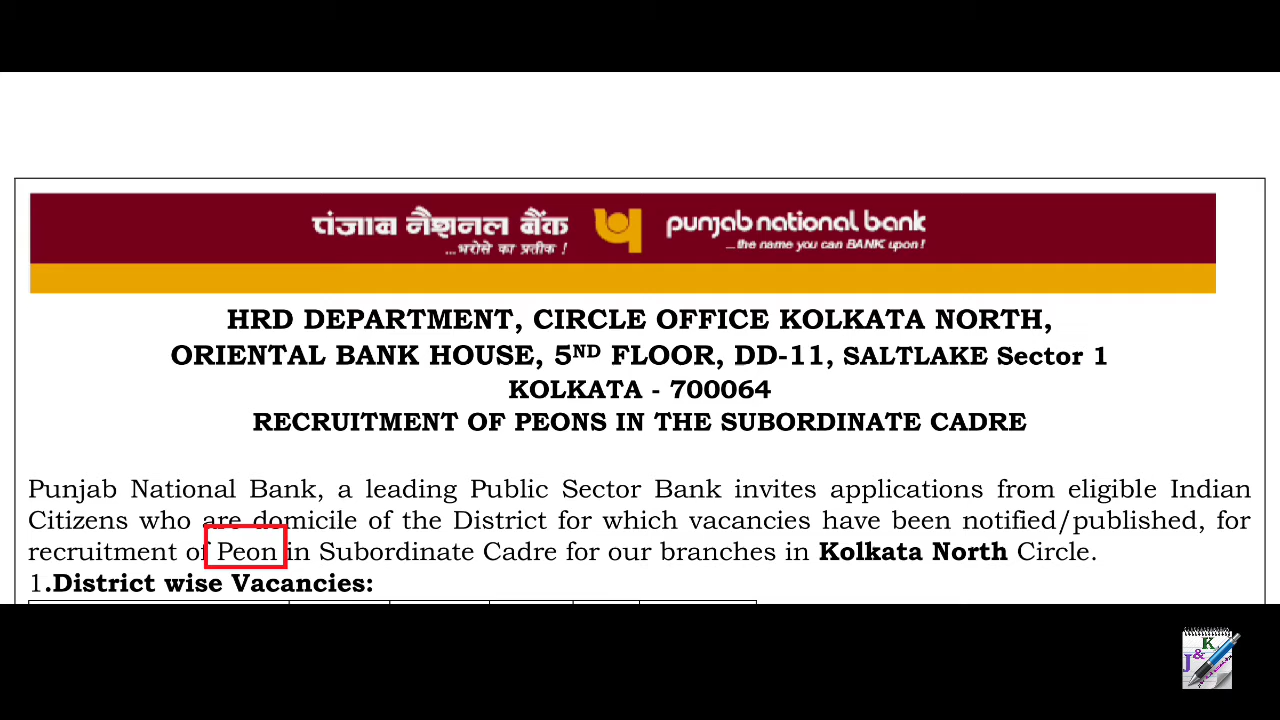 पंजाब नैशनल बैंक punjab national bank
...भरोसे का प्रतीक ! ...the name you can BANK upon!
HRD DEPARTMENT, CIRCLE OFFICE KOLKATA NORTH,
ORIENTAL BANK HOUSE, 5ND FLOOR, DD-11, SALTLAKE Sector 1
KOLKATA - 700064
RECRUITMENT OF PEONS IN THE SUBORDINATE CADRE
Punjab National Bank, a leading Public Sector Bank invites applications from eligible Indian
Citizens who are domicile of the District for which vacancies have been notified/published, for
recruitment of Peon in Subordinate Cadre for our branches in Kolkata North Circle.
1.District wise Vacancies:
J&K